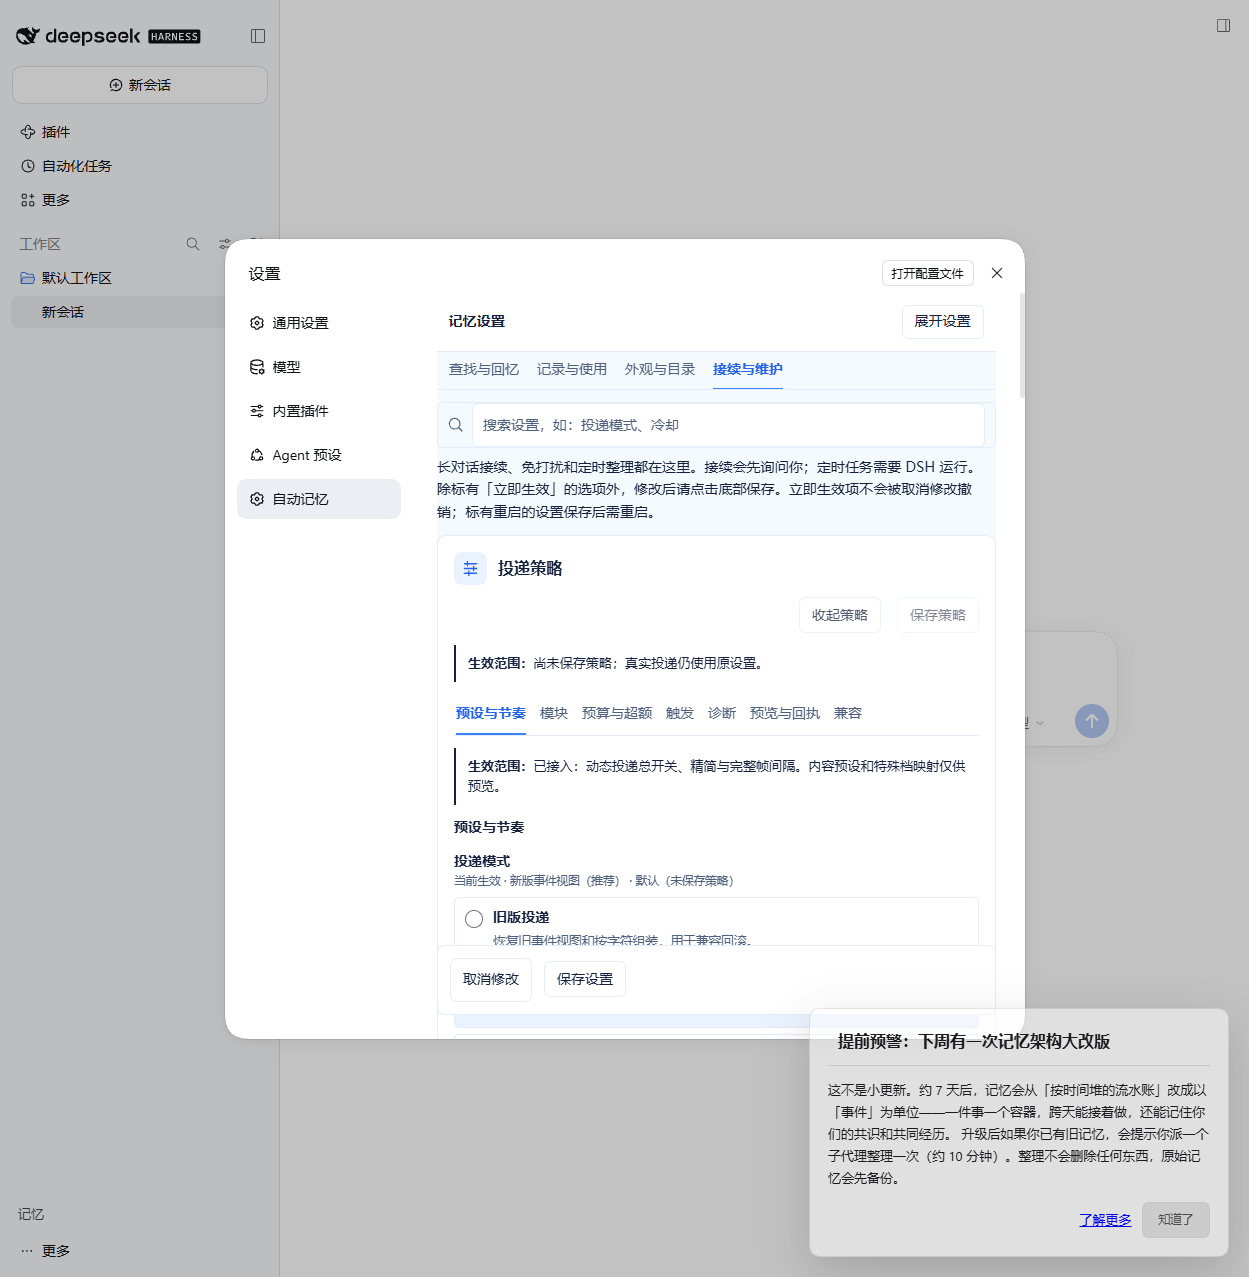 deepseek HARNESS
新会话
插件
自动化任务
更多
工作区
默认工作区
新会话
设置
打开配置文件
通用设置
模型
内置插件
Agent 预设
自动记忆
记忆设置
展开设置
查找与回忆 记录与使用 外观与目录 接续与维护
搜索设置，如：投递模式、冷却
长对话接续、免打扰和定时整理都在这里。接续会先询问你；定时任务需要 DSH 运行。
除标有「立即生效」的选项外，修改后请点击底部保存。立即生效项不会被取消修改撤
销；标有重启的设置保存后需重启。
投递策略
收起策略 保存策略
生效范围：尚未保存策略；真实投递仍使用原设置。
预设与节奏 模块 预算与超额 触发 诊断 预览与回执 兼容
生效范围：已接入：动态投递总开关、精简与完整帧间隔。内容预设和特殊档映射仅供
预览。
预设与节奏
投递模式
当前生效 · 新版事件视图（推荐） · 默认（未保存策略）
旧版投递
恢复旧事件视图和按字符组装，用于兼容回滚。
取消修改 保存设置
型
提前预警：下周有一次记忆架构大改版
这不是小更新。约 7 天后，记忆会从「按时间堆的流水账」改成以
「事件」为单位——一件事一个容器，跨天能接着做，还能记住你
们的共识和共同经历。 升级后如果你已有旧记忆，会提示你派一个
子代理整理一次（约 10 分钟）。整理不会删除任何东西，原始记
忆会先备份。
了解更多 知道了
记忆
更多